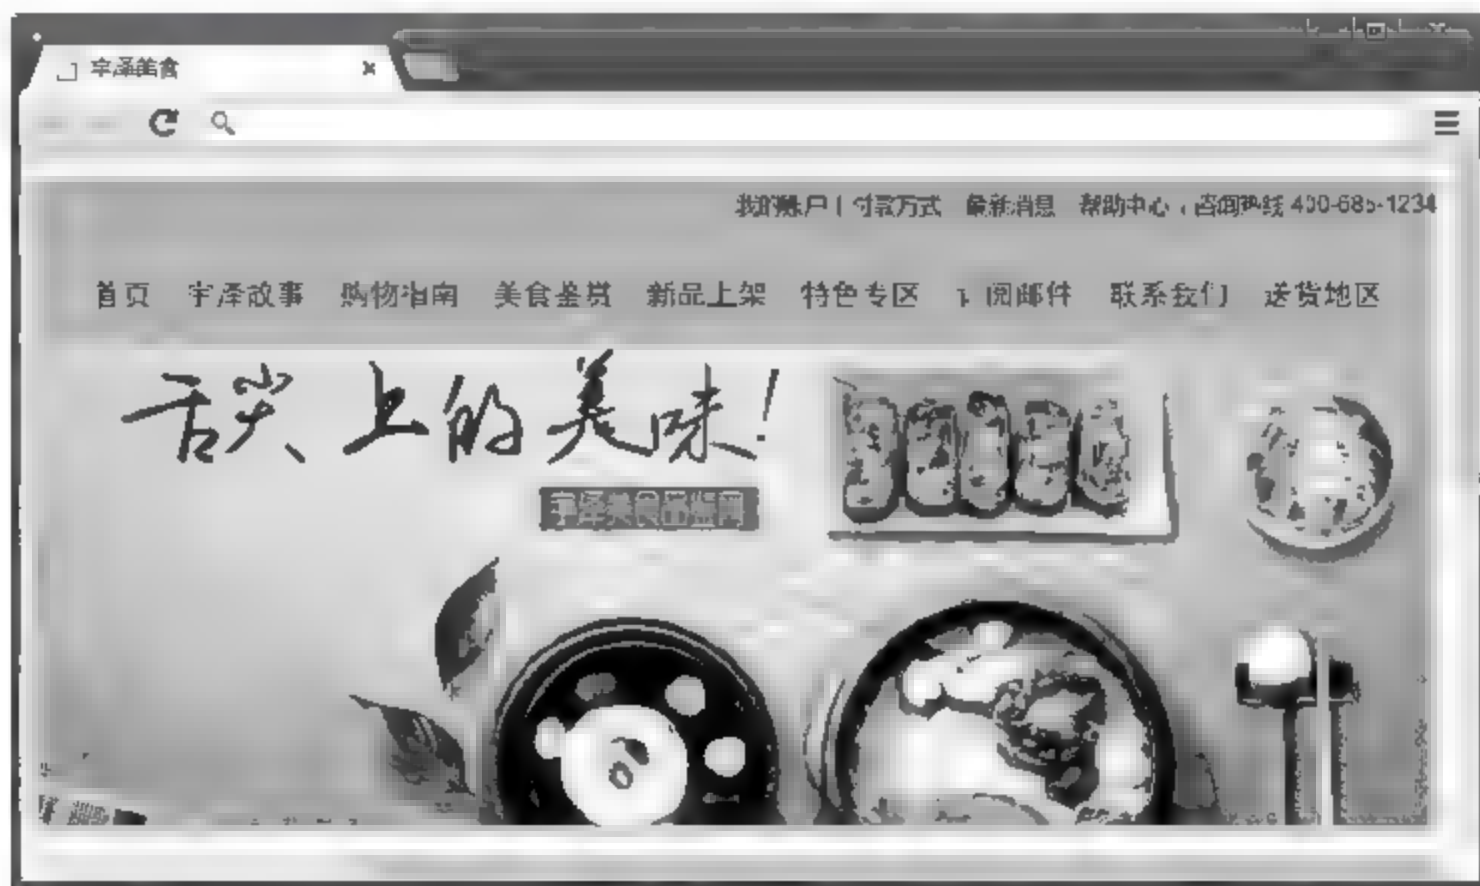 宇泽美食
我的账户 | 付款方式 最新消息 帮助中心 咨询热线 400-685-1234
首页 宇泽故事 购物指南 美食鉴赏 新品上架 特色专区 订阅邮件 联系我们 送货地区
舌尖上的美味!
宇泽美食品鉴网